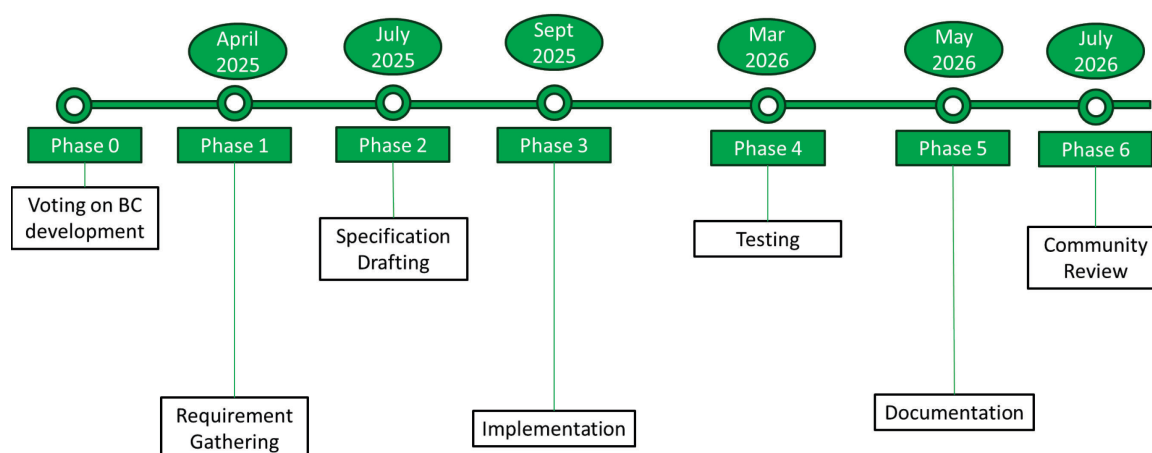 April
2025
July
2025
Sept
2025
Mar
2026
May
2026
July
2026
Phase 0
Phase 1
Phase 2
Phase 3
Phase 4
Phase 5
Phase 6
Voting on BC
development
Requirement
Gathering
Specification
Drafting
Implementation
Testing
Documentation
Community
Review